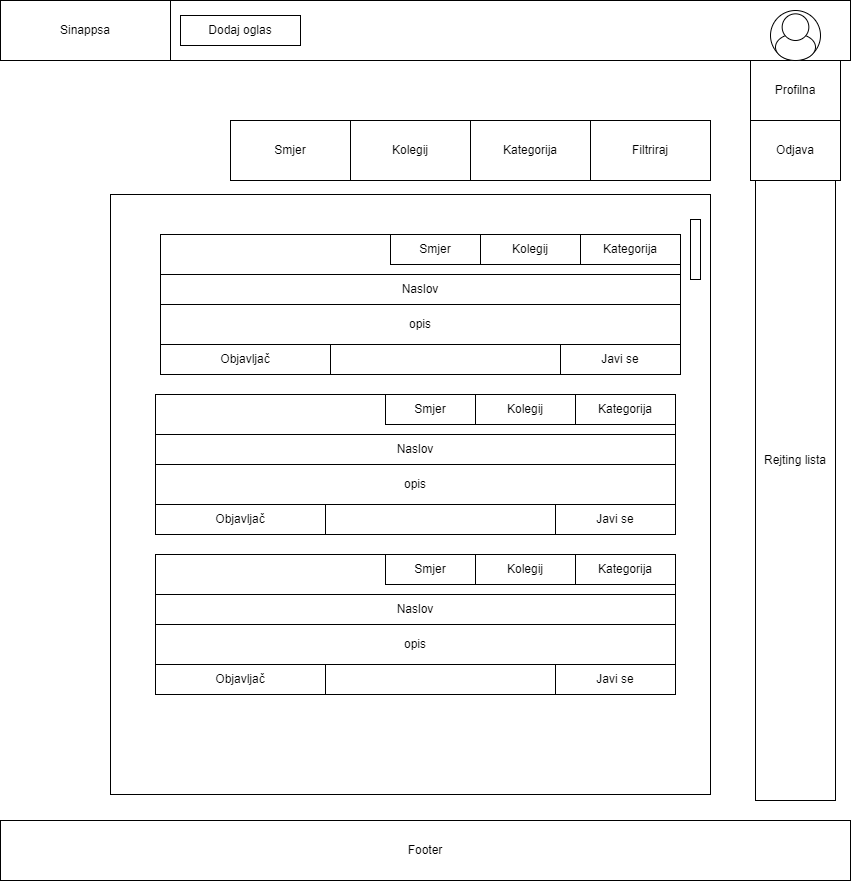 Sinappsa
Dodaj oglas
Profilna
Odjava
Smjer
Kolegij
Kategorija
Filtriraj
Smjer
Kolegij
Kategorija
Naslov
opis
Objavljač
Javi se
Smjer
Kolegij
Kategorija
Naslov
opis
Objavljač
Javi se
Smjer
Kolegij
Kategorija
Naslov
opis
Objavljač
Javi se
Rejting lista
Footer